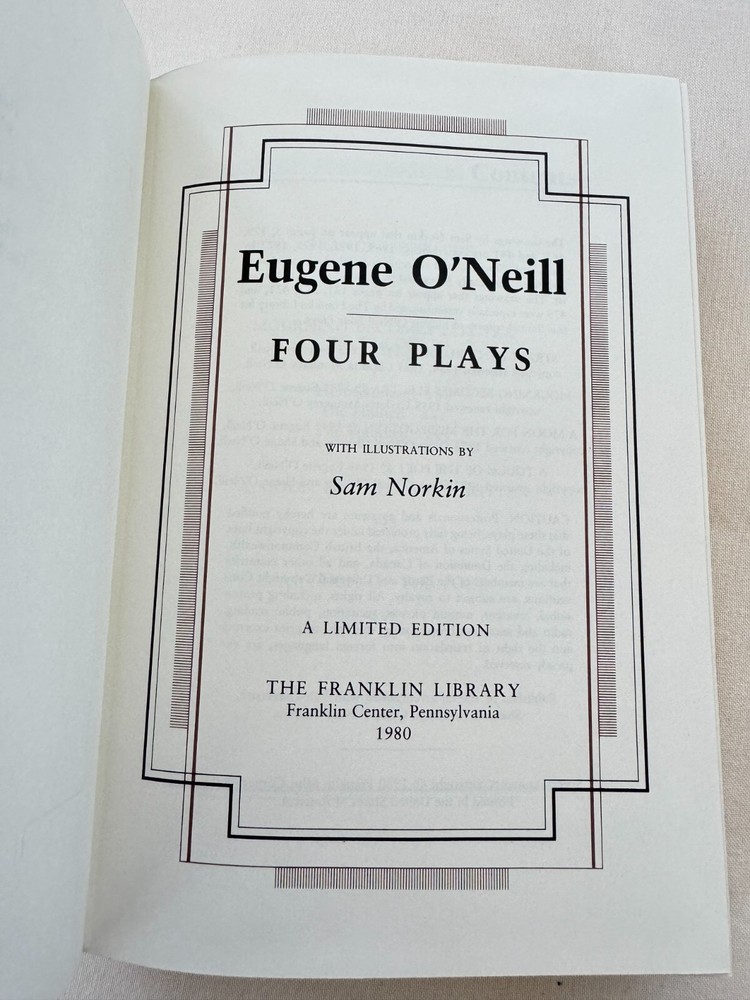 Eugene O'Neill
FOUR PLAYS
WITH ILLUSTRATIONS BY
Sam Norkin
A LIMITED EDITION
THE FRANKLIN LIBRARY
Franklin Center, Pennsylvania
1980